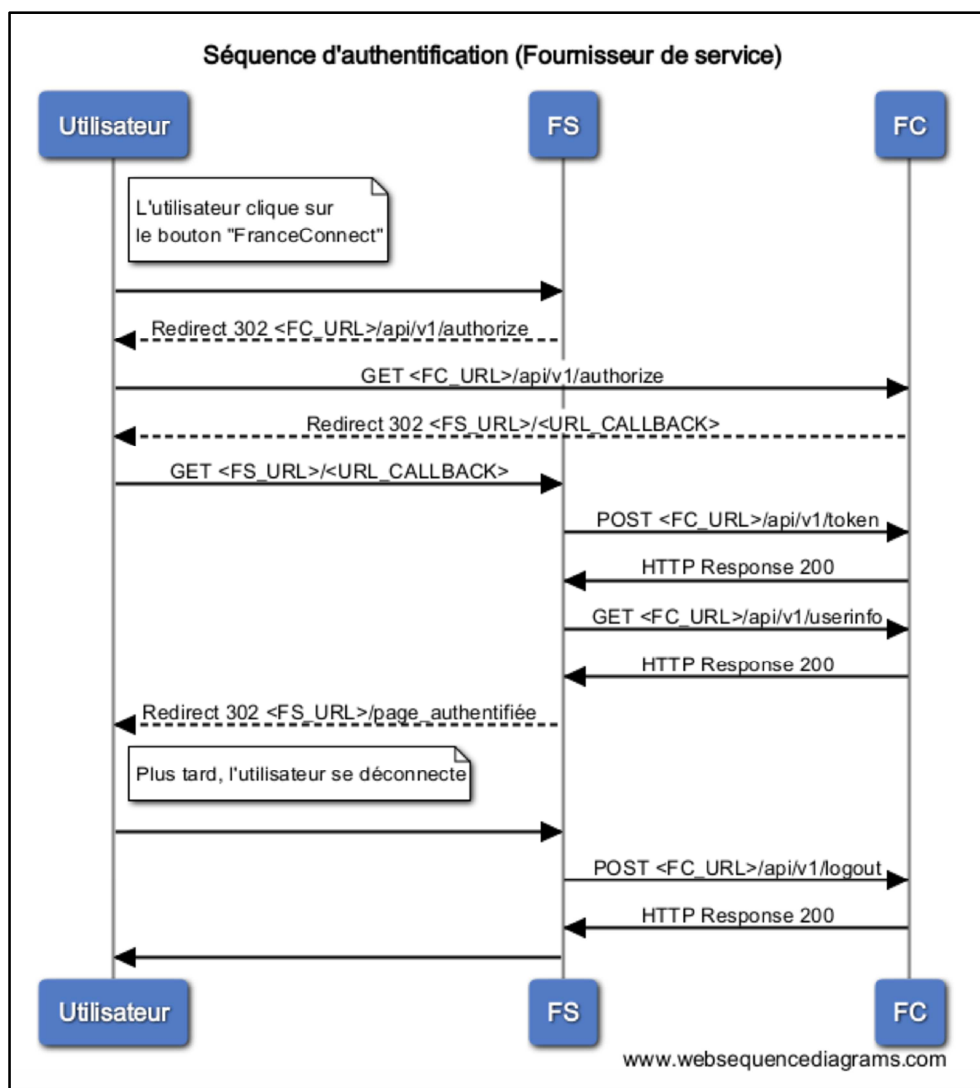 Séquence d'authentification (Fournisseur de service)
Utilisateur
FS
FC
L'utilisateur clique sur
le bouton "FranceConnect"
Redirect 302 <FC_URL>/api/v1/authorize
GET <FC_URL>/api/v1/authorize
Redirect 302 <FS_URL>/<URL_CALLBACK>
GET <FS_URL>/<URL_CALLBACK>
POST <FC_URL>/api/v1/token
HTTP Response 200
GET <FC_URL>/api/v1/userinfo
HTTP Response 200
Redirect 302 <FS_URL>/page_authentifiée
Plus tard, l'utilisateur se déconnecte
POST <FC_URL>/api/v1/logout
HTTP Response 200
Utilisateur
FS
FC
www.websequencediagrams.com